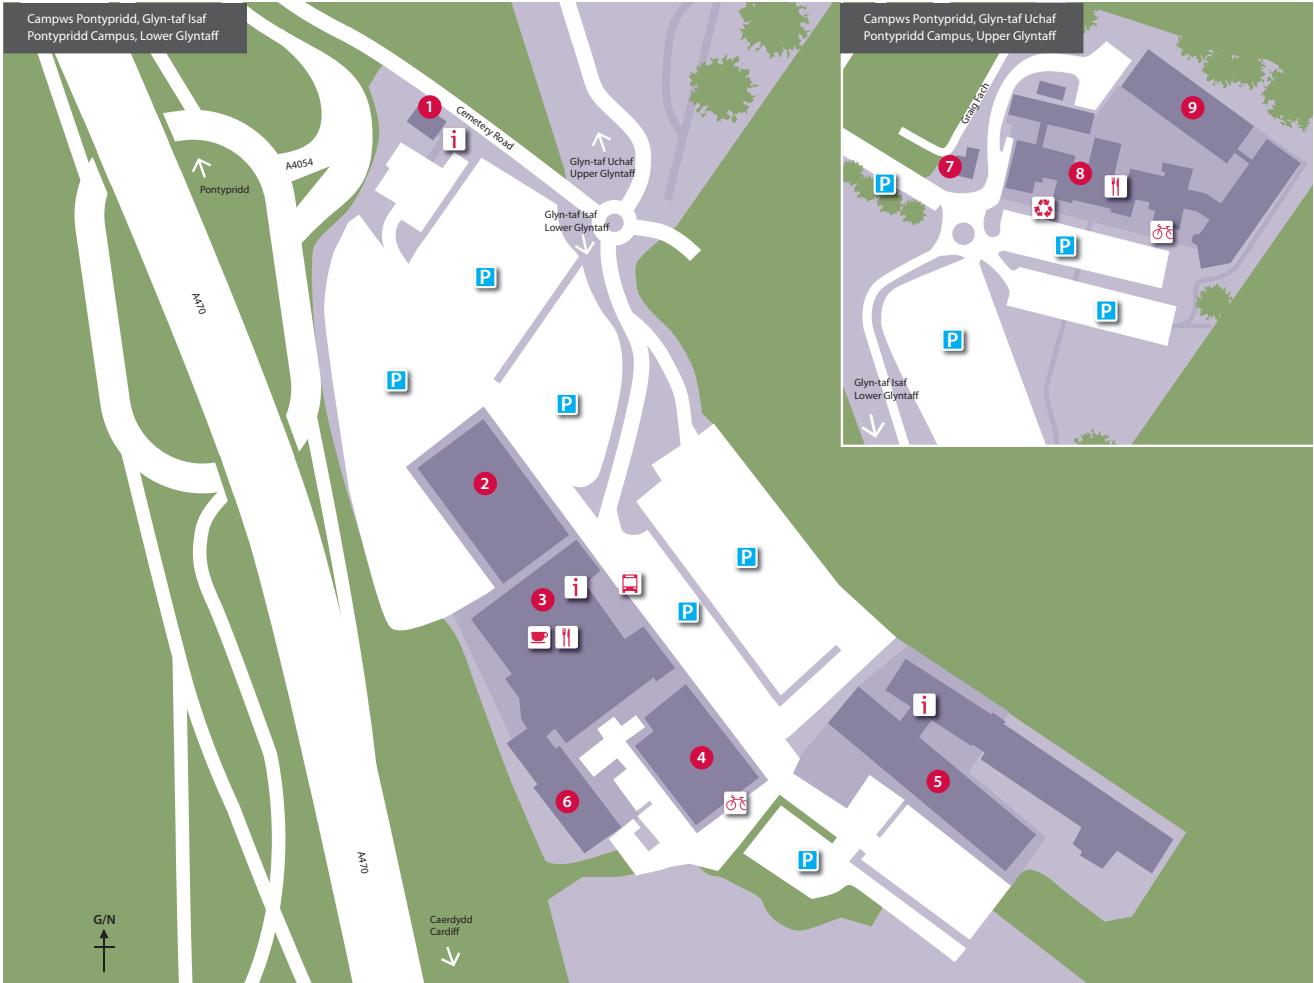 Campws Pontypridd, Glyn-taf Isaf
Pontypridd Campus, Lower Glyntaff
Campws Pontypridd, Glyn-taf Uchaf
Pontypridd Campus, Upper Glyntaff
1
i
Cemetery Road
A4054
Pontypridd
Glyn-taf Uchaf
Upper Glyntaff
Glyn-taf Isaf
Lower Glyntaff
P
A470
P
P
2
3
i
P
P
4
5
i
6
P
A470
G/N
Caerdydd
Cardiff
Graig Fach
9
7
8
P
P
P
P
Glyn-taf Isaf
Lower Glyntaff